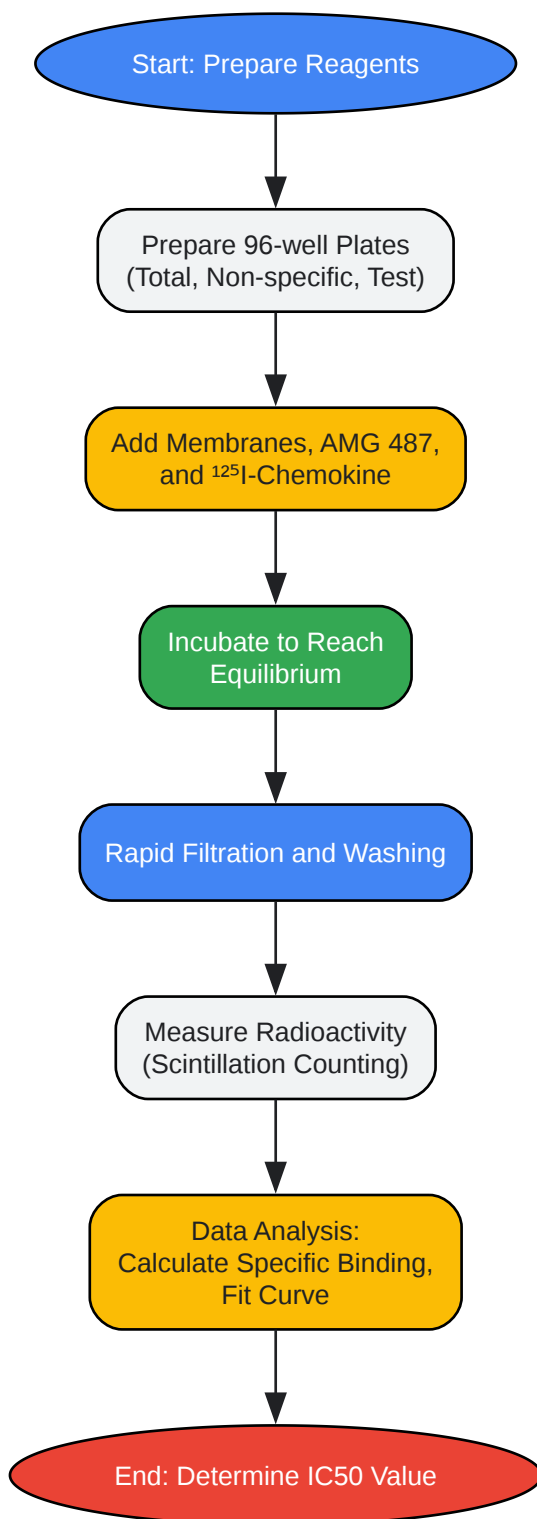 Start: Prepare Reagents
Prepare 96-well Plates
(Total, Non-specific, Test)
Add Membranes, AMG 487,
and ¹²⁵I-Chemokine
Incubate to Reach
Equilibrium
Rapid Filtration and Washing
Measure Radioactivity
(Scintillation Counting)
Data Analysis:
Calculate Specific Binding,
Fit Curve
End: Determine IC50 Value